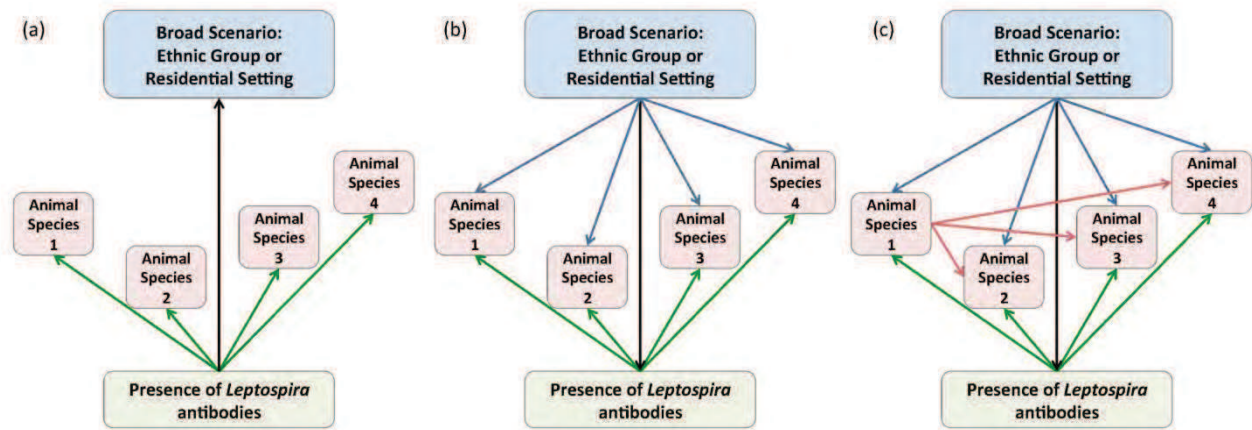 (a)
Broad Scenario:
Ethnic Group or
Residential Setting
Animal
Species
1
Animal
Species
2
Animal
Species
3
Animal
Species
4
Presence of Leptospira
antibodies
(b)
Broad Scenario:
Ethnic Group or
Residential Setting
Animal
Species
1
Animal
Species
2
Animal
Species
3
Animal
Species
4
Presence of Leptospira
antibodies
(c)
Broad Scenario:
Ethnic Group or
Residential Setting
Animal
Species
1
Animal
Species
2
Animal
Species
3
Animal
Species
4
Presence of Leptospira
antibodies